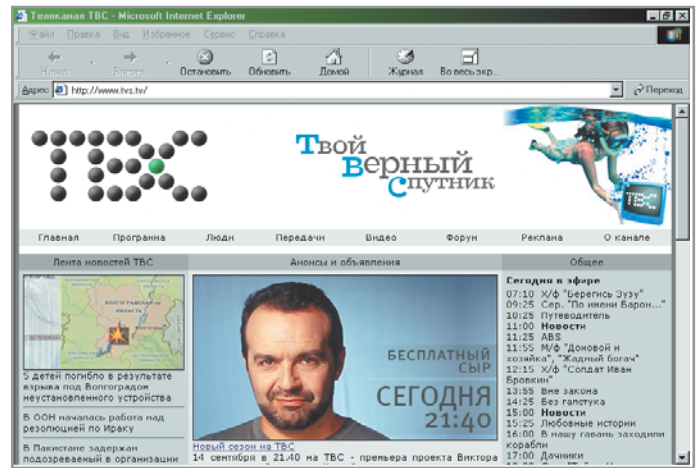 Телеканал ТВС - Microsoft Internet Explorer
Файл Правка Вид Избранное Сервис Справка
Назад Вперед Остановить Обновить Домой Журнал Во весь экр...
Адрес http://www.tvs.tv/ Переход
ТВС
Твой
Верный
Спутник
ТВС
Главная Программа Люди Передачи Видео Форум Реклама О канале
Лента новостей ТВС Анонсы и объявления Общее
ВОЛГОГРАДСКАЯ
ОБЛАСТЬ
Волгоград
5 детей погибло в результате
взрыва под Волгоградом
неустановленного устройства
В ООН началась работа над
резолюцией по Ираку
В Пакистане задержан
подозреваемый в организации
БЕСПЛАТНЫЙ
СЫР
СЕГОДНЯ
21:40
Новый сезон на ТВС
14 сентября в 21.40 на ТВС - премьера проекта Виктора
Сегодня в эфире
07:10 Х/ф "Берегись Зузу"
09:25 Сер. "По имени Барон..."
10:25 Путеводитель
11:00 Новости
11:25 ABS
11:55 М/ф "Домовой и
хозяйка", "Жадный богач"
12:15 Х/ф "Солдат Иван
Бровкин"
13:55 Вне закона
14:25 Без галстука
15:00 Новости
15:25 Любовные истории
16:00 В нашу гавань заходили
корабли
17:00 Дачники